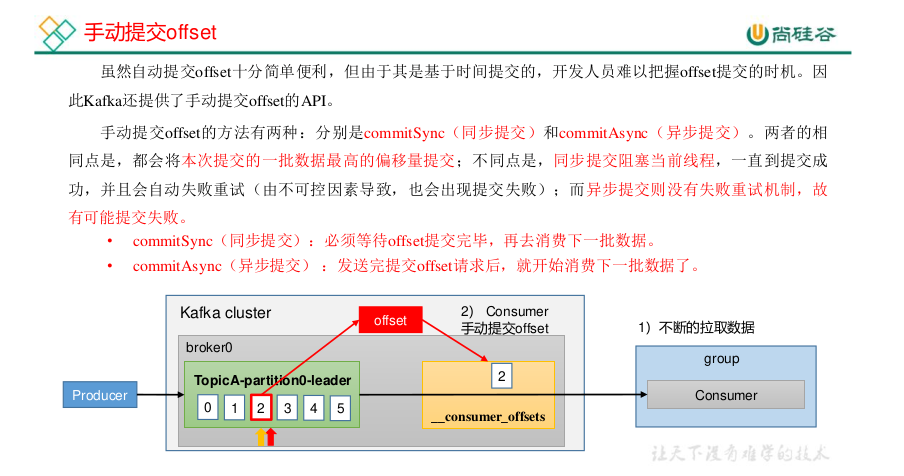 手动提交offset
尚硅谷
虽然自动提交offset十分简单便利，但由于其是基于时间提交的，开发人员难以把握offset提交的时机。因
此Kafka还提供了手动提交offset的API。
手动提交offset的方法有两种：分别是commitSync（同步提交）和commitAsync（异步提交）。两者的相
同点是，都会将本次提交的一批数据最高的偏移量提交；不同点是，同步提交阻塞当前线程，一直到提交成
功，并且会自动失败重试（由不可控因素导致，也会出现提交失败）；而异步提交则没有失败重试机制，故
有可能提交失败。
• commitSync（同步提交）：必须等待offset提交完毕，再去消费下一批数据。
• commitAsync（异步提交） ：发送完提交offset请求后，就开始消费下一批数据了。
Kafka cluster
offset
2） Consumer
手动提交offset
1）不断的拉取数据
broker0
group
TopicA-partition0-leader
2
Producer
Consumer
0 1 2 3 4 5
__consumer_offsets
让天下没有难学的技术